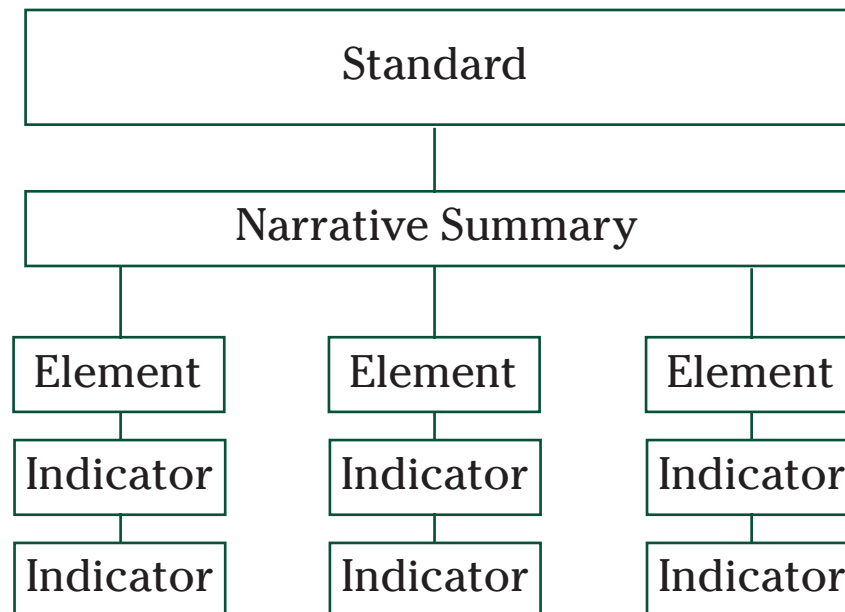 Standard
Narrative Summary
Element Element Element
Indicator Indicator Indicator
Indicator Indicator Indicator